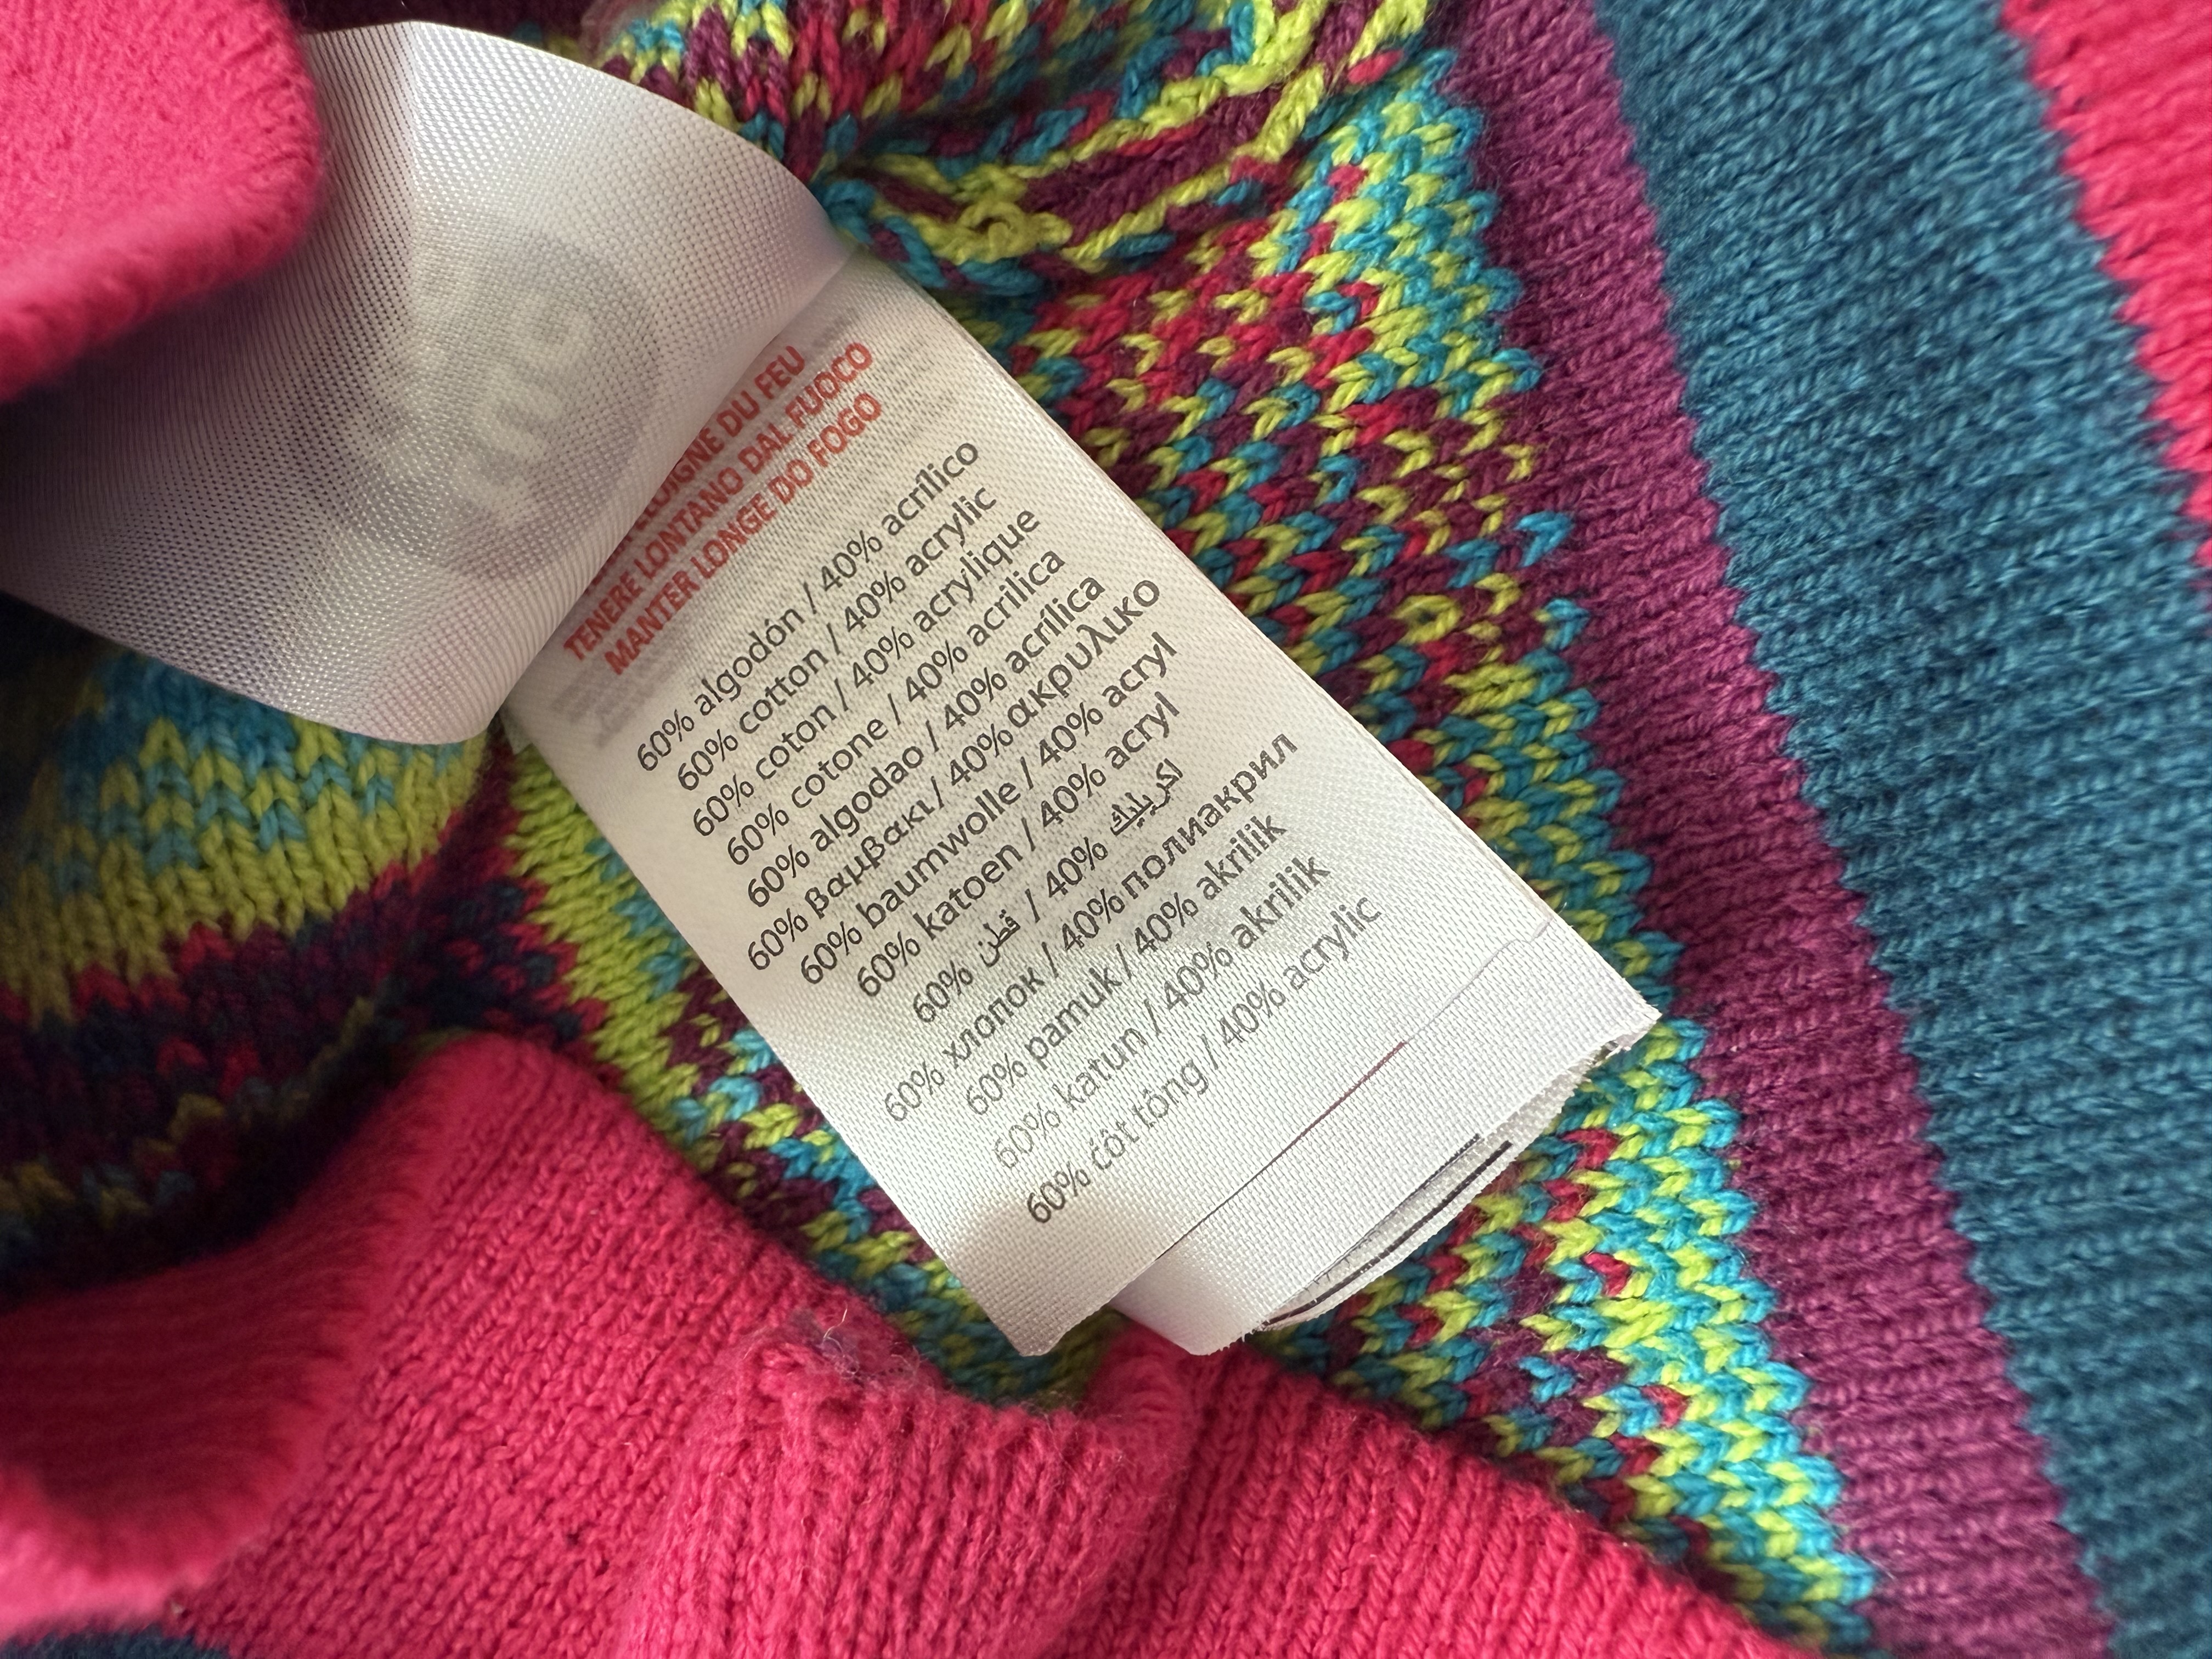 DU FEU
TENERE LONTANO DAL FUOCO
MANTER LONGE DO FOGO
60% algodón / 40% acrílico
60% cotton / 40% acrylic
60% coton / 40% acrylique
60% cotone / 40% acrilica
60% algodao / 40% acrílica
60% βαμβακι / 40% ακρυλικο
60% baumwolle / 40% acryl
60% katoen / 40% acryl
60% قطن / 40% اكريليك
60% хлопок / 40% полиакрил
60% pamuk / 40% akrilik
60% katun / 40% akrilik
60% côt tông / 40% acrylic